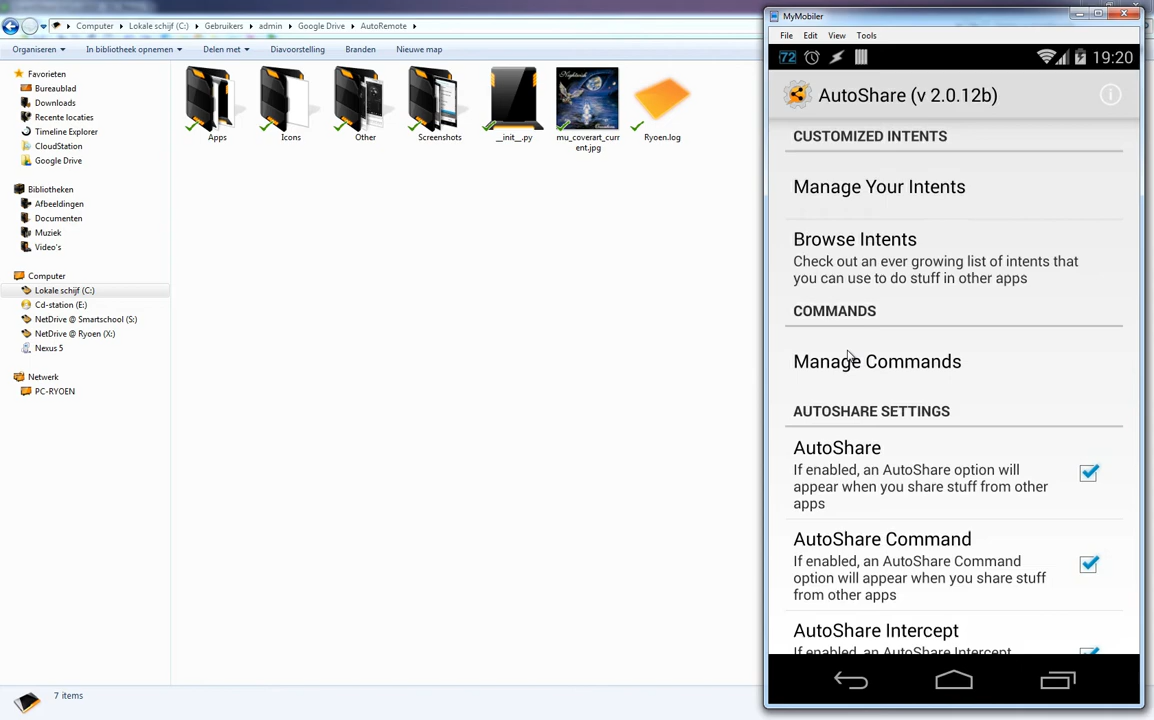 Computer ▸ Lokale schijf (C:) ▸ Gebruikers ▸ admin ▸ Google Drive ▸ AutoRemote ▸
Organiseren
In bibliotheek opnemen
Delen met
Diavoorstelling
Branden
Nieuwe map
Favorieten
Bureaublad
Downloads
Recente locaties
Timeline Explorer
CloudStation
Google Drive
Bibliotheken
Afbeeldingen
Documenten
Muziek
Video's
Computer
Lokale schijf (C:)
Cd-station (E:)
NetDrive @ Smartschool (S:)
NetDrive @ Ryoen (X:)
Nexus 5
Netwerk
PC-RYOEN
Apps
Icons
Other
Screenshots
__init__.py
mu_coverart_curr
ent.jpg
Ryoen.log
7 items
MyMobiler
File Edit View Tools
72
19:20
AutoShare (v 2.0.12b)
CUSTOMIZED INTENTS
Manage Your Intents
Browse Intents
Check out an ever growing list of intents that
you can use to do stuff in other apps
COMMANDS
Manage Commands
AUTOSHARE SETTINGS
AutoShare
If enabled, an AutoShare option will
appear when you share stuff from other
apps
AutoShare Command
If enabled, an AutoShare Command
option will appear when you share stuff
from other apps
AutoShare Intercept
If enabled, an AutoShare Intercept